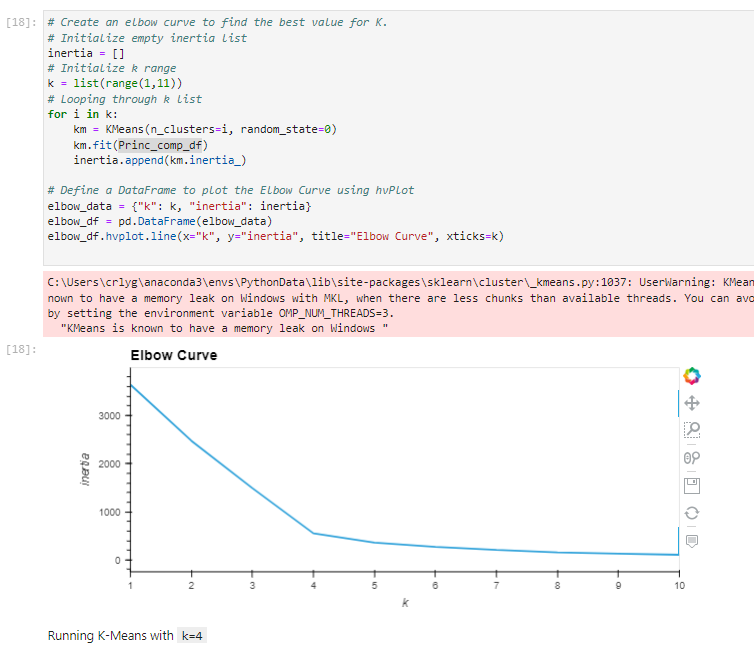 [18]:
# Create an elbow curve to find the best value for K.
# Initialize empty inertia list
inertia = []
# Initialize k range
k = list(range(1,11))
# Looping through k list
for i in k:
    km = KMeans(n_clusters=i, random_state=0)
    km.fit(Princ_comp_df)
    inertia.append(km.inertia_)
# Define a DataFrame to plot the Elbow Curve using hvPlot
elbow_data = {"k": k, "inertia": inertia}
elbow_df = pd.DataFrame(elbow_data)
elbow_df.hvplot.line(x="k", y="inertia", title="Elbow Curve", xticks=k)
C:\Users\crlyg\anaconda3\envs\PythonData\lib\site-packages\sklearn\cluster\_kmeans.py:1037: UserWarning: KMean
nown to have a memory leak on Windows with MKL, when there are less chunks than available threads. You can avo
by setting the environment variable OMP_NUM_THREADS=3.
  "KMeans is known to have a memory leak on Windows "
[18]:
Elbow Curve
3000
2000
1000
0
inertia
1 2 3 4 5 6 7 8 9 10
k
Running K-Means with k=4